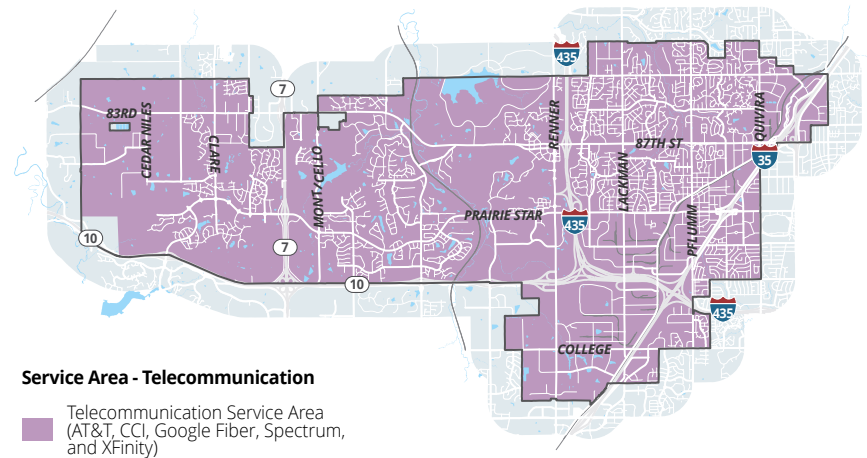 435
7
83RD
CEDAR NILES
CLARE
MONTICELLO
RENNER
QUIVIRA
87TH ST
35
LACKMAN
PRAIRIE STAR
435
PFLUMM
10
7
10
435
COLLEGE
Service Area - Telecommunication
Telecommunication Service Area
(AT&T, CCI, Google Fiber, Spectrum,
and XFinity)